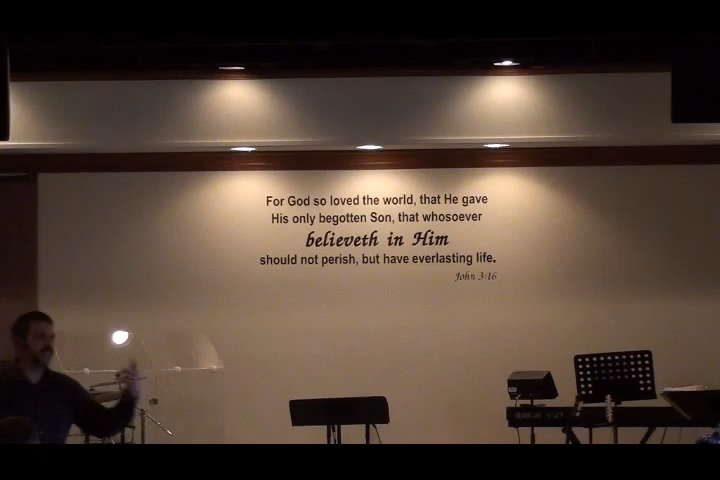 For God so loved the world, that He gave
His only begotten Son, that whosoever
believeth in Him
should not perish, but have everlasting life.
John 3:16